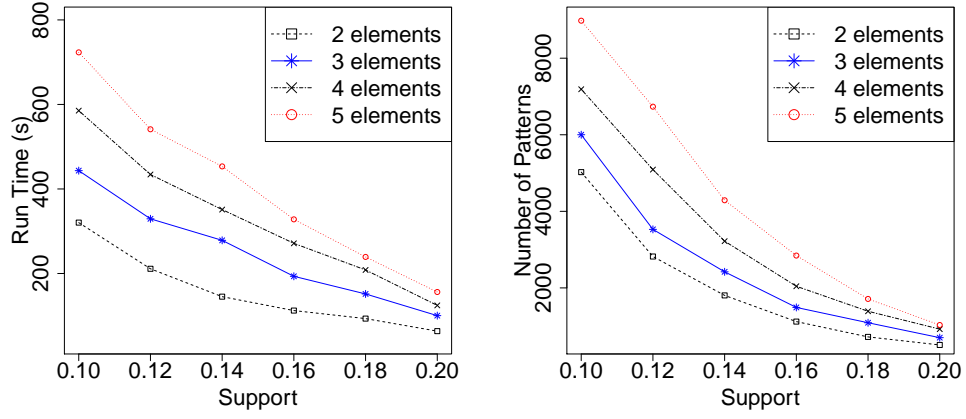 Run Time (s)
800
600
400
200
0.10 0.12 0.14 0.16 0.18 0.20
Support
2 elements
3 elements
4 elements
5 elements
Number of Patterns
8000
6000
4000
2000
0.10 0.12 0.14 0.16 0.18 0.20
Support
2 elements
3 elements
4 elements
5 elements